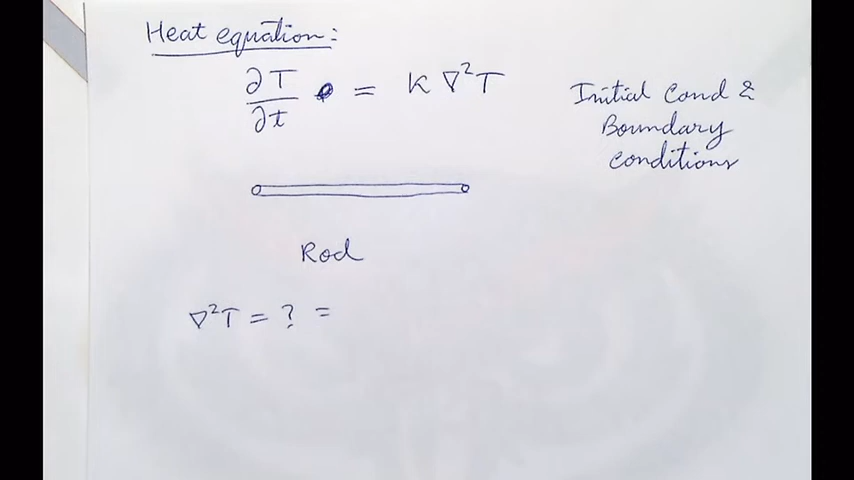 Heat equation:
∂T/∂t = K ∇²T
Initial Cond &
Boundary
conditions
Rod
∇²T = ? =